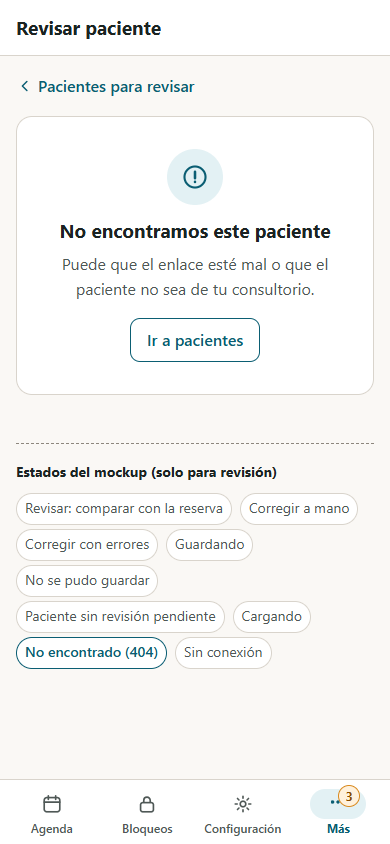 Revisar paciente
Pacientes para revisar
No encontramos este paciente
Puede que el enlace esté mal o que el
paciente no sea de tu consultorio.
Ir a pacientes
Estados del mockup (solo para revisión)
Revisar: comparar con la reserva
Corregir a mano
Corregir con errores
Guardando
No se pudo guardar
Paciente sin revisión pendiente
Cargando
No encontrado (404)
Sin conexión
3
Agenda
Bloqueos
Configuración
Más